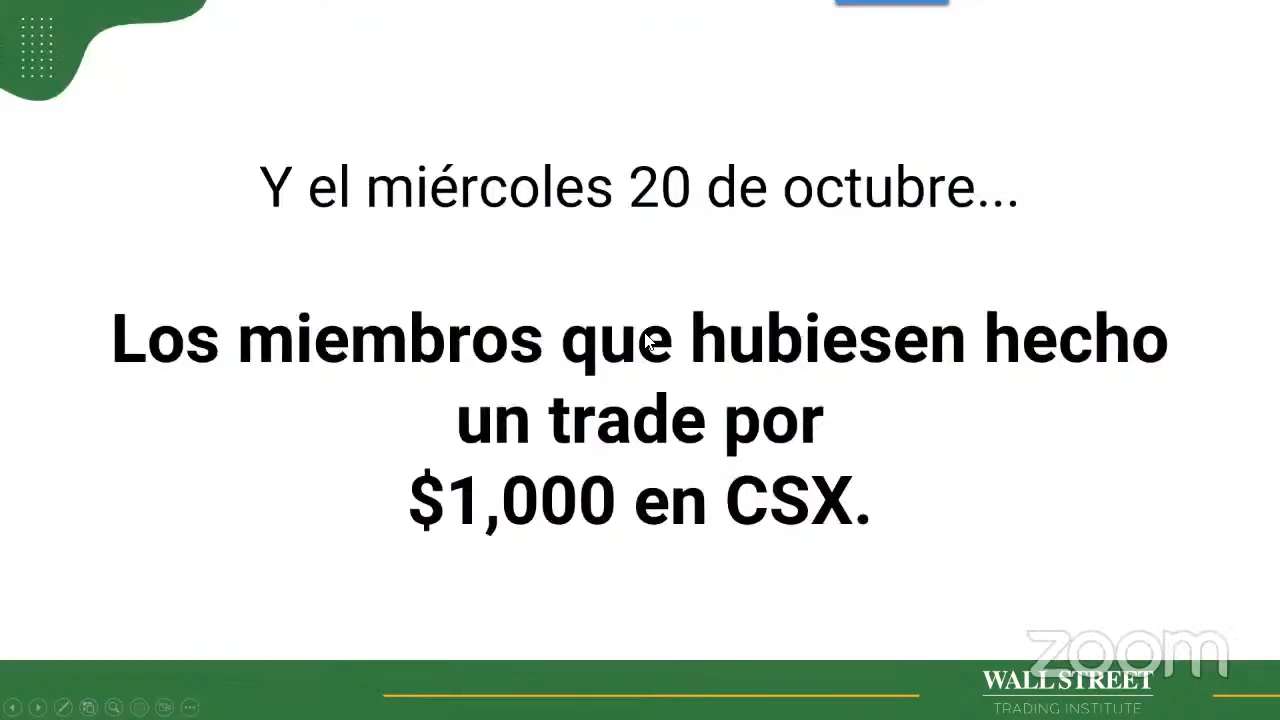 Y el miércoles 20 de octubre...
Los miembros que hubiesen hecho
un trade por
$1,000 en CSX.
zoom
WALL STREET
TRADING INSTITUTE